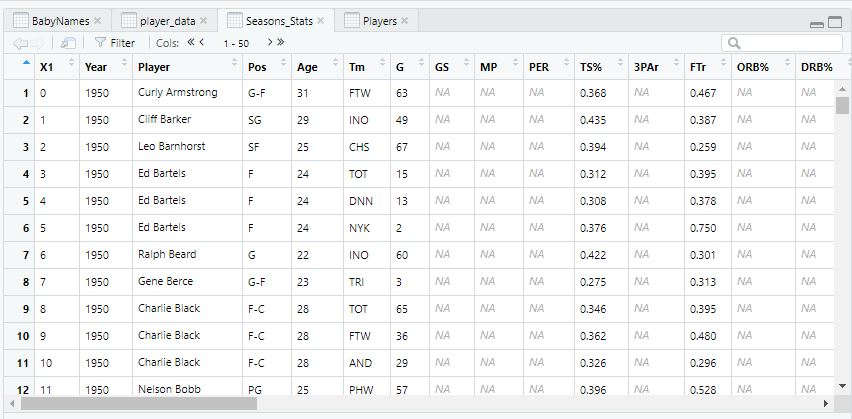 BabyNames player_data Seasons_Stats Players
Filter Cols: 1 - 50
X1 Year Player Pos Age Tm G GS MP PER TS% 3PAr FTr ORB% DRB%
1 0 1950 Curly Armstrong G-F 31 FTW 63 NA NA NA 0.368 NA 0.467 NA NA
2 1 1950 Cliff Barker SG 29 INO 49 NA NA NA 0.435 NA 0.387 NA NA
3 2 1950 Leo Barnhorst SF 25 CHS 67 NA NA NA 0.394 NA 0.259 NA NA
4 3 1950 Ed Bartels F 24 TOT 15 NA NA NA 0.312 NA 0.395 NA NA
5 4 1950 Ed Bartels F 24 DNN 13 NA NA NA 0.308 NA 0.378 NA NA
6 5 1950 Ed Bartels F 24 NYK 2 NA NA NA 0.376 NA 0.750 NA NA
7 6 1950 Ralph Beard G 22 INO 60 NA NA NA 0.422 NA 0.301 NA NA
8 7 1950 Gene Berce G-F 23 TRI 3 NA NA NA 0.275 NA 0.313 NA NA
9 8 1950 Charlie Black F-C 28 TOT 65 NA NA NA 0.346 NA 0.395 NA NA
10 9 1950 Charlie Black F-C 28 FTW 36 NA NA NA 0.362 NA 0.480 NA NA
11 10 1950 Charlie Black F-C 28 AND 29 NA NA NA 0.326 NA 0.296 NA NA
12 11 1950 Nelson Bobb PG 25 PHW 57 NA NA NA 0.396 NA 0.528 NA NA